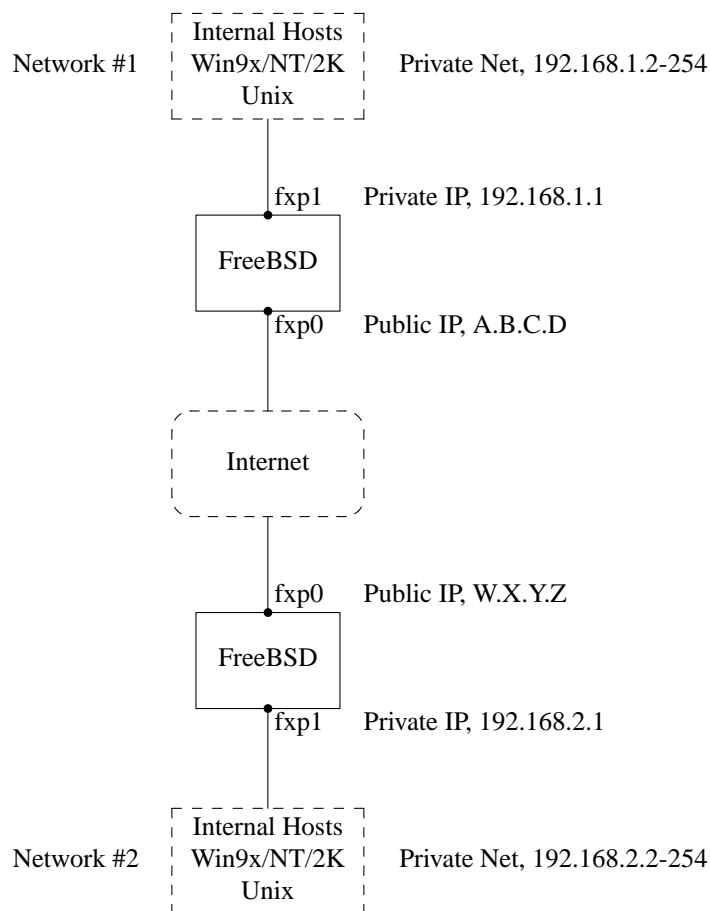 Internal Hosts
Network #1 Win9x/NT/2K Private Net, 192.168.1.2-254
Unix
fxp1 Private IP, 192.168.1.1
FreeBSD
fxp0 Public IP, A.B.C.D
Internet
fxp0 Public IP, W.X.Y.Z
FreeBSD
fxp1 Private IP, 192.168.2.1
Internal Hosts
Network #2 Win9x/NT/2K Private Net, 192.168.2.2-254
Unix